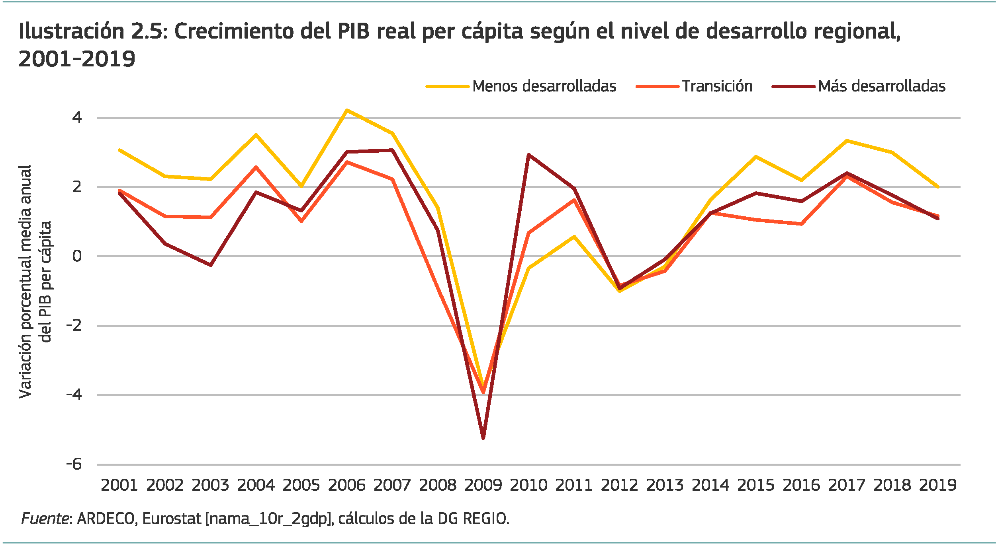 Ilustración 2.5: Crecimiento del PIB real per cápita según el nivel de desarrollo regional,
2001-2019
Menos desarrolladas
Transición
Más desarrolladas
Variación porcentual media anual
del PIB per cápita
4
2
0
-2
-4
-6
2001 2002 2003 2004 2005 2006 2007 2008 2009 2010 2011 2012 2013 2014 2015 2016 2017 2018 2019
Fuente: ARDECO, Eurostat [nama_10r_2gdp], cálculos de la DG REGIO.